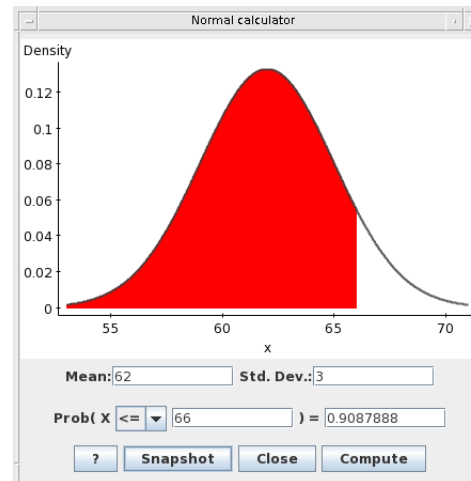 Normal calculator
Density
0.12
0.1
0.08
0.06
0.04
0.02
0
55 60 65 70
x
Mean: 62 Std. Dev.: 3
Prob( X <= 66 ) = 0.9087888
? Snapshot Close Compute